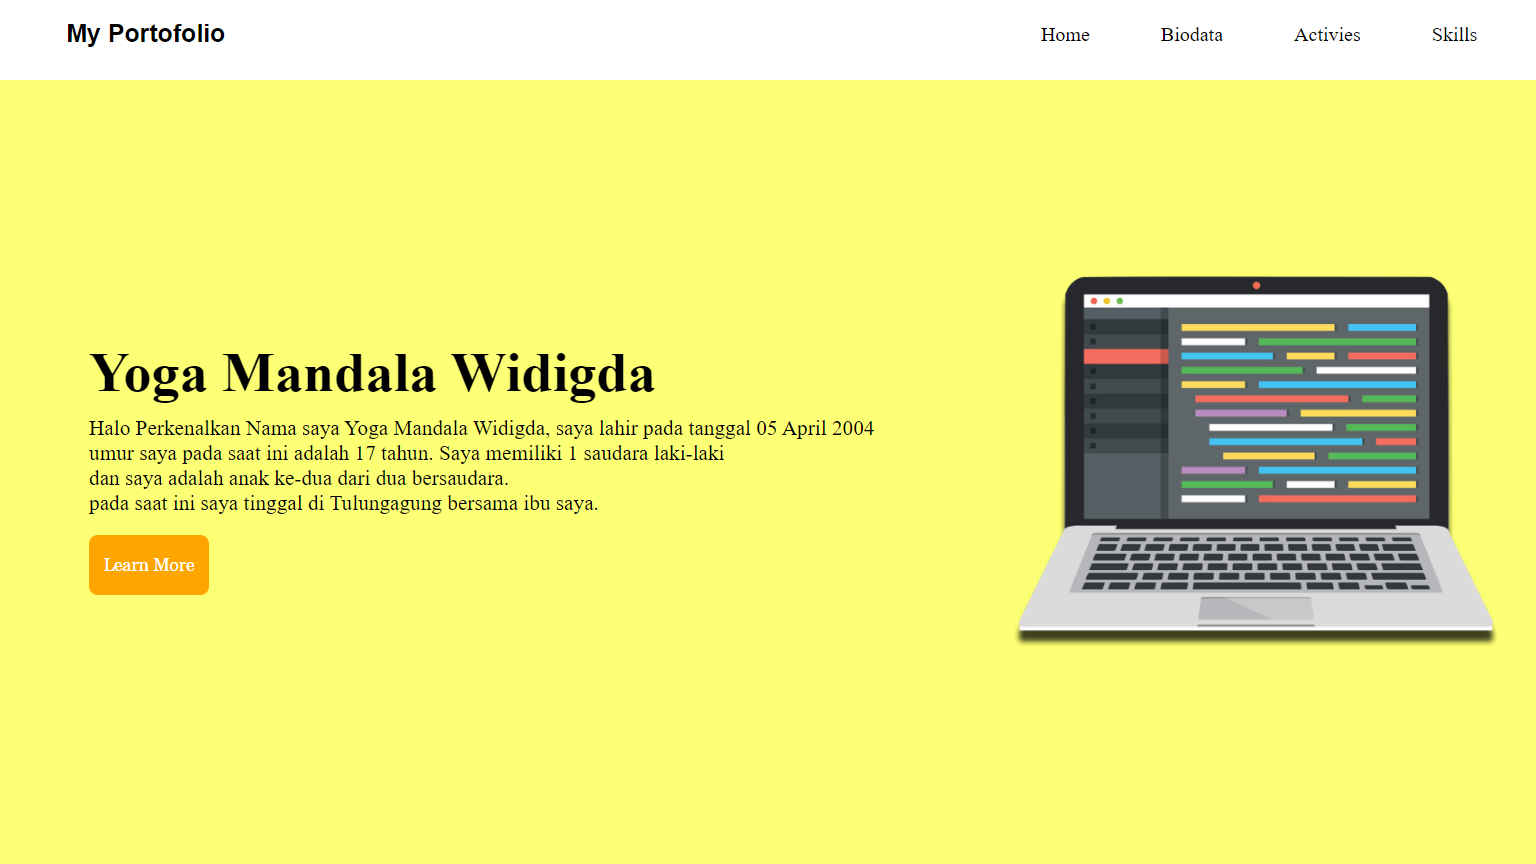 My Portofolio
Home
Biodata
Activies
Skills
Yoga Mandala Widigda
Halo Perkenalkan Nama saya Yoga Mandala Widigda, saya lahir pada tanggal 05 April 2004
umur saya pada saat ini adalah 17 tahun. Saya memiliki 1 saudara laki-laki
dan saya adalah anak ke-dua dari dua bersaudara.
pada saat ini saya tinggal di Tulungagung bersama ibu saya.
Learn More